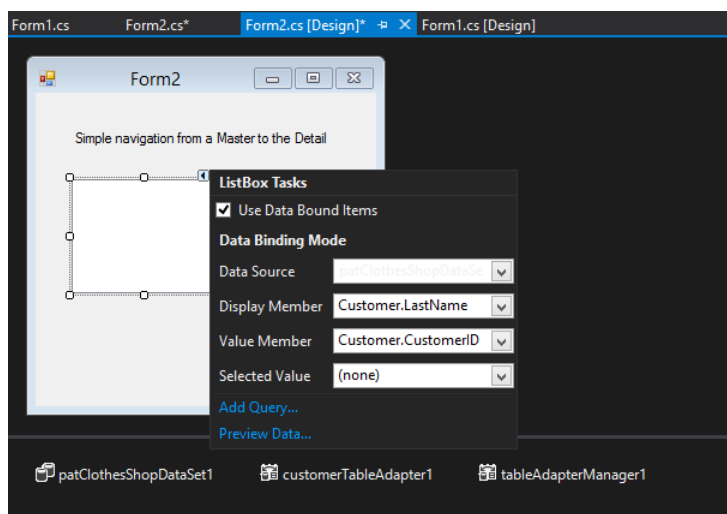 Form1.cs Form2.cs* Form2.cs [Design]* Form1.cs [Design]
Form2
Simple navigation from a Master to the Detail
ListBox Tasks
Use Data Bound Items
Data Binding Mode
Data Source patClothesShopDataSe
Display Member Customer.LastName
Value Member Customer.CustomerID
Selected Value (none)
Add Query...
Preview Data...
patClothesShopDataSet1 customerTableAdapter1 tableAdapterManager1